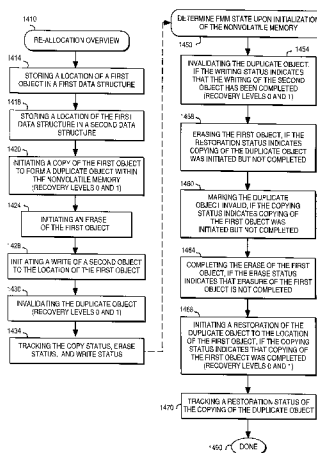 1410
RE-ALLOCATION OVERVIEW
1414
STORING A LOCATION OF A FIRST
OBJECT IN A FIRST DATA STRUCTURE
1418
STORING A LOCATION OF THE FIRST
DATA STRUCTURE IN A SECOND DATA
STRUCTURE
1420
INITIATING A COPY OF THE FIRST OBJECT
TO FORM A DUPLICATE OBJECT WITHIN
THE NONVOLATILE MEMORY
(RECOVERY LEVELS 0 AND 1)
1424
INITIATING AN ERASE
OF THE FIRST OBJECT
1428
INITIATING A WRITE OF A SECOND OBJECT
TO THE LOCATION OF THE FIRST OBJECT
1430
INVALIDATING THE DUPLICATE OBJECT
(RECOVERY LEVELS 0 AND 1)
1434
TRACKING THE COPY STATUS, ERASE
STATUS, AND WRITE STATUS
DETERMINE FMM STATE UPON INITIALIZATION
OF THE NONVOLATILE MEMORY
1450
1454
INVALIDATING THE DUPLICATE OBJECT,
IF THE WRITING STATUS INDICATES
THAT THE WRITING OF THE SECOND
OBJECT HAS BEEN COMPLETED
(RECOVERY LEVELS 0 AND 1)
1458
ERASING THE FIRST OBJECT, IF THE
RESTORATION STATUS INDICATES
COPYING OF THE DUPLICATE OBJECT
WAS INITIATED BUT NOT COMPLETED
1460
MARKING THE DUPLICATE
OBJECT INVALID, IF THE COPYING
STATUS INDICATES COPYING OF
THE FIRST OBJECT WAS
INITIATED BUT NOT COMPLETED
1464
COMPLETING THE ERASE OF THE
FIRST OBJECT, IF THE ERASE STATUS
INDICATES THAT ERASURE OF THE FIRST
OBJECT IS NOT COMPLETED
1468
INITIATING A RESTORATION OF THE
DUPLICATE OBJECT TO THE LOCATION
OF THE FIRST OBJECT, IF THE COPYING
STATUS INDICATES THAT COPYING OF
THE FIRST OBJECT WAS COMPLETED
(RECOVERY LEVELS 0 AND 1)
1470
TRACKING A RESTORATION-STATUS
OF THE COPYING OF THE DUPLICATE OBJECT
1490
DONE